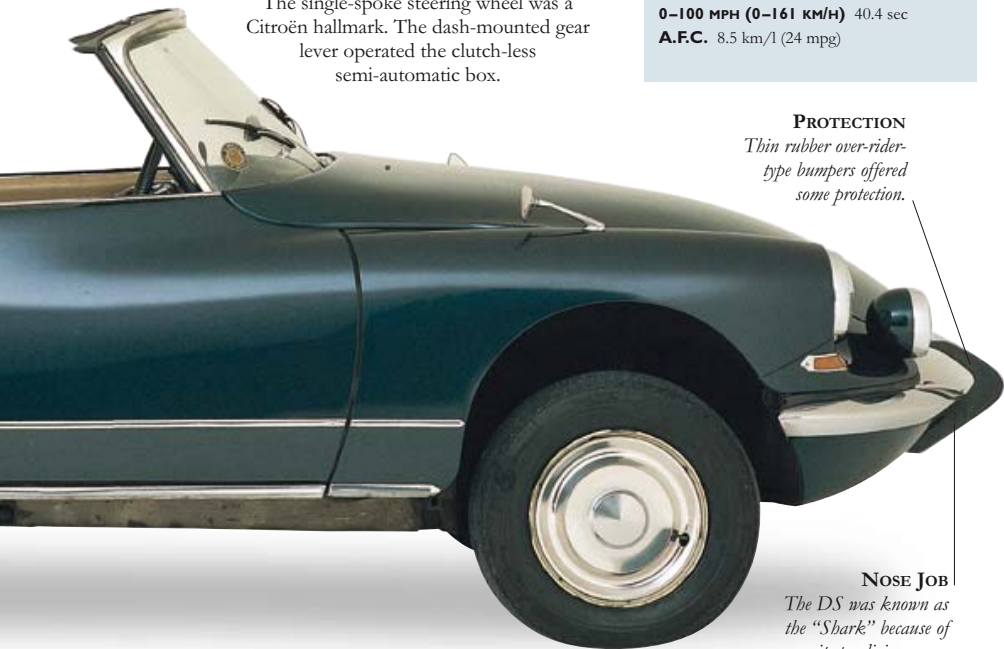 The single-spoke steering wheel was a
Citroën hallmark. The dash-mounted gear
lever operated the clutch-less
semi-automatic box.
0–100 MPH (0–161 KM/H) 40.4 sec
A.F.C. 8.5 km/l (24 mpg)
PROTECTION
Thin rubber over-rider-
type bumpers offered
some protection.
NOSE JOB
The DS was known as
the “Shark” because of